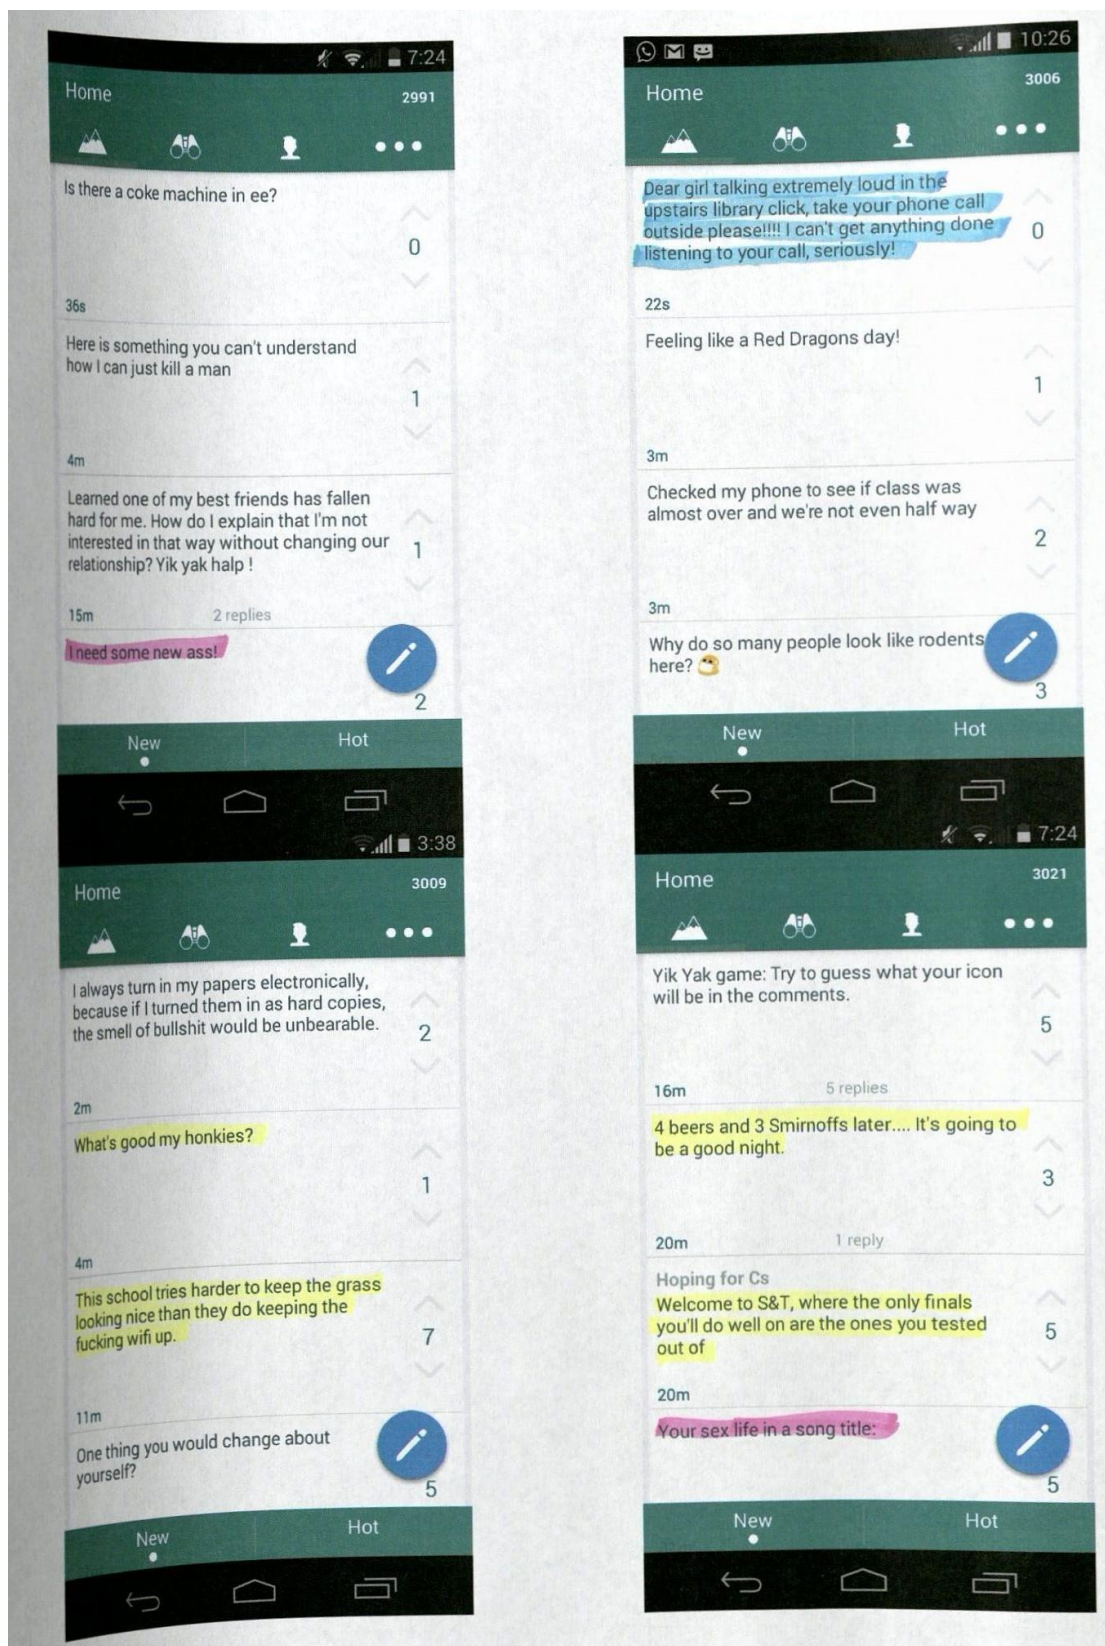 7:24
Home
2991
Is there a coke machine in ee?
0
36s
Here is something you can't understand
how I can just kill a man
1
4m
Learned one of my best friends has fallen
hard for me. How do I explain that I'm not
interested in that way without changing our
relationship? Yik yak halp !
1
15m 2 replies
I need some new ass!
2
New Hot
10:26
Home
3006
Dear girl talking extremely loud in the
upstairs library click, take your phone call
outside please!!!! I can't get anything done
listening to your call, seriously!
0
22s
Feeling like a Red Dragons day!
1
3m
Checked my phone to see if class was
almost over and we're not even half way
2
3m
Why do so many people look like rodents
here?
3
New Hot
3:38
Home
3009
I always turn in my papers electronically,
because if I turned them in as hard copies,
the smell of bullshit would be unbearable.
2
2m
What's good my honkies?
1
4m
This school tries harder to keep the grass
looking nice than they do keeping the
fucking wifi up.
7
11m
One thing you would change about
yourself?
5
New Hot
7:24
Home
3021
Yik Yak game: Try to guess what your icon
will be in the comments.
5
16m 5 replies
4 beers and 3 Smirnoffs later.... It's going to
be a good night.
3
20m 1 reply
Hoping for Cs
Welcome to S&T, where the only finals
you'll do well on are the ones you tested
out of
5
20m
Your sex life in a song title:
5
New Hot